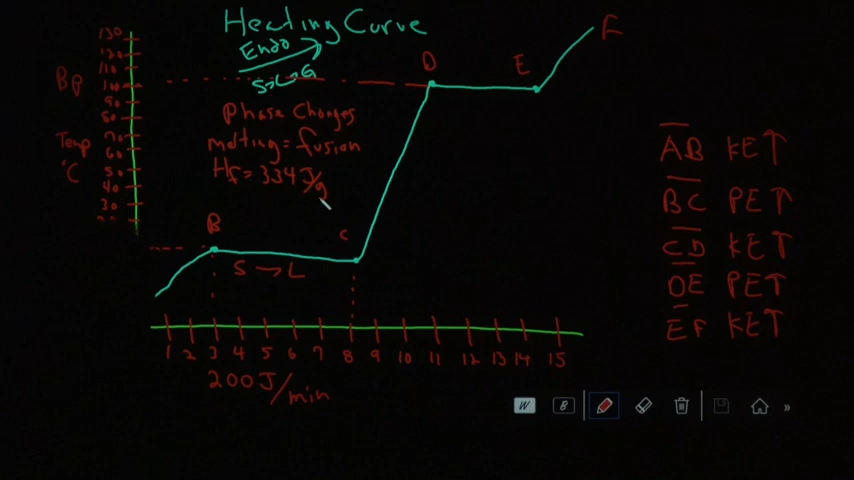 Heating Curve
Endo
S>L>G
130
120
110
Bp 100
90
80
Temp 70
60
°C 50
40
30
Phase Changes
melting = fusion
Hf = 334 J/g
B
C
D
E
F
S → L
AB KE↑
BC PE↑
CD KE↑
DE PE↑
EF KE↑
1 2 3 4 5 6 7 8 9 10 11 12 13 14 15
200 J/min
W B »